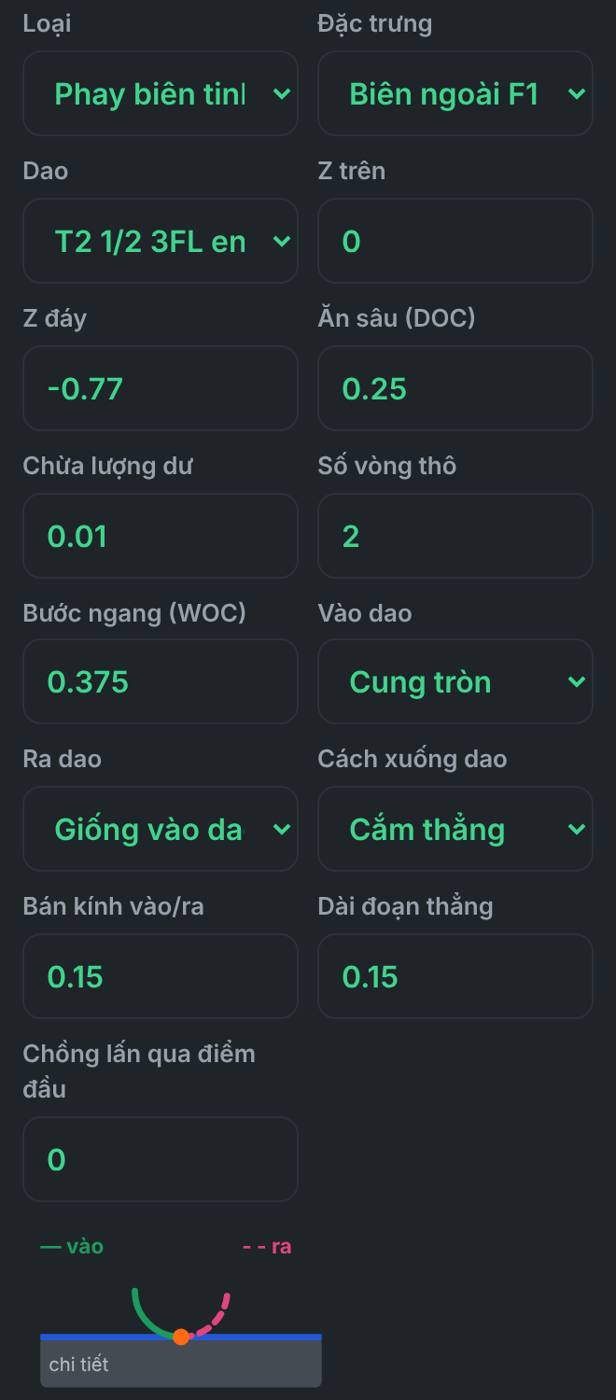 Loại
Đặc trưng
Phay biên tin
Biên ngoài F1
Dao
Z trên
T2 1/2 3FL en
0
Z đáy
Ăn sâu (DOC)
-0.77
0.25
Chừa lượng dư
Số vòng thô
0.01
2
Bước ngang (WOC)
Vào dao
0.375
Cung tròn
Ra dao
Cách xuống dao
Giống vào da
Cắm thẳng
Bán kính vào/ra
Dài đoạn thẳng
0.15
0.15
Chồng lấn qua điểm
đầu
0
— vào
- - ra
chi tiết